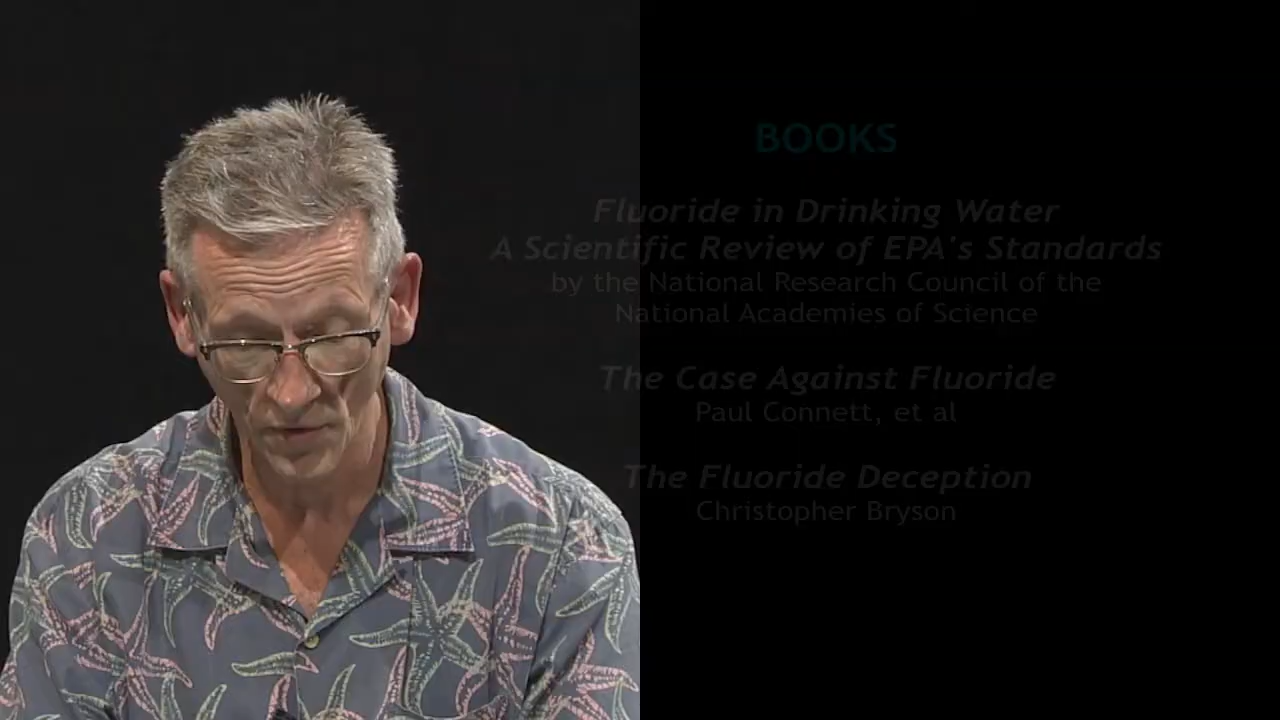 BOOKS
Fluoride in Drinking Water
A Scientific Review of EPA's Standards
by the National Research Council of the
National Academies of Science
The Case Against Fluoride
Paul Connett, et al
The Fluoride Deception
Christopher Bryson